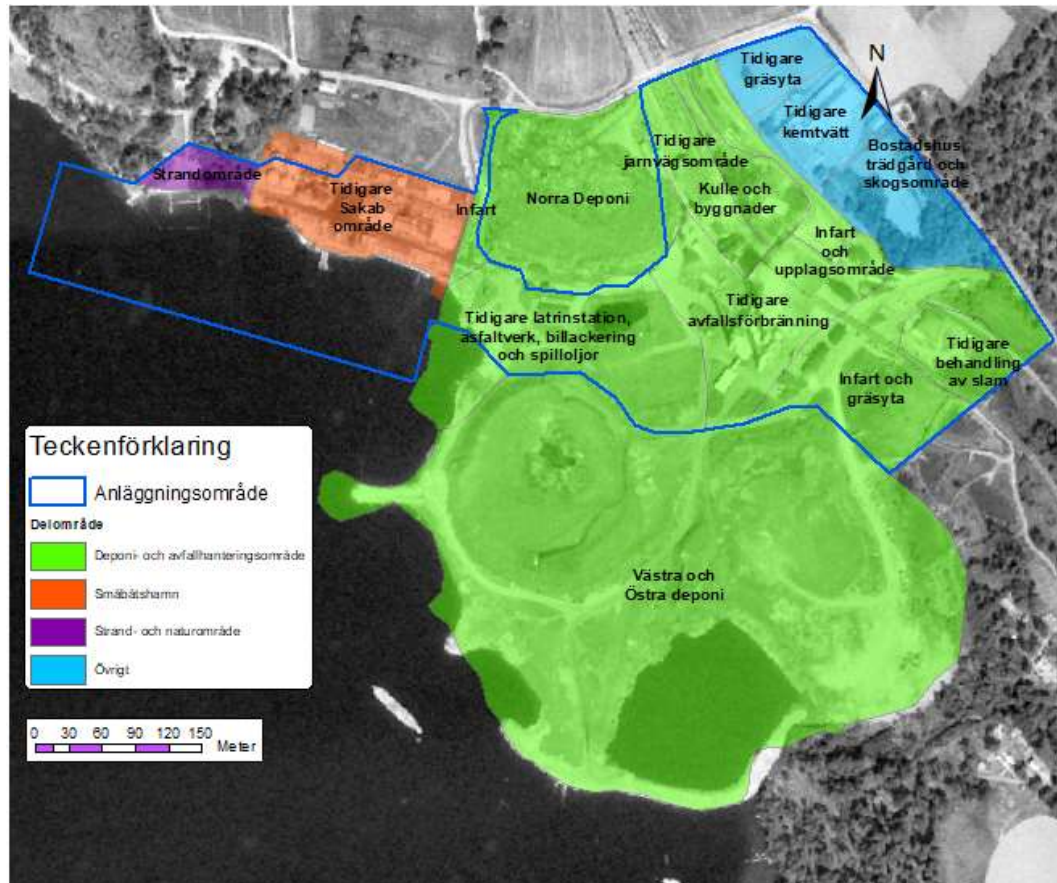 N
Tidigare
gräsyta
Tidigare
kemtvätt
Bostadshus,
trädgård och
skogsområde
Tidigare
jarnvägsområde
Kulle och
byggnader
Infart
och
upplagsområde
Norra Deponi
Strandområde
Tidigare
Sakab
område
Infart
Tidigare latrinstation,
asfaltverk, billackering
och spilloljor
Tidigare
avfallsförbränning
Tidigare
behandling
av slam
Infart och
gräsyta
Västra och
Östra deponi
Teckenförklaring
Anläggningsområde
Delområde
Deponi- och avfallhanteringsområde
Småbåtshamn
Strand- och naturområde
Övrigt
0 30 60 90 120 150
Meter